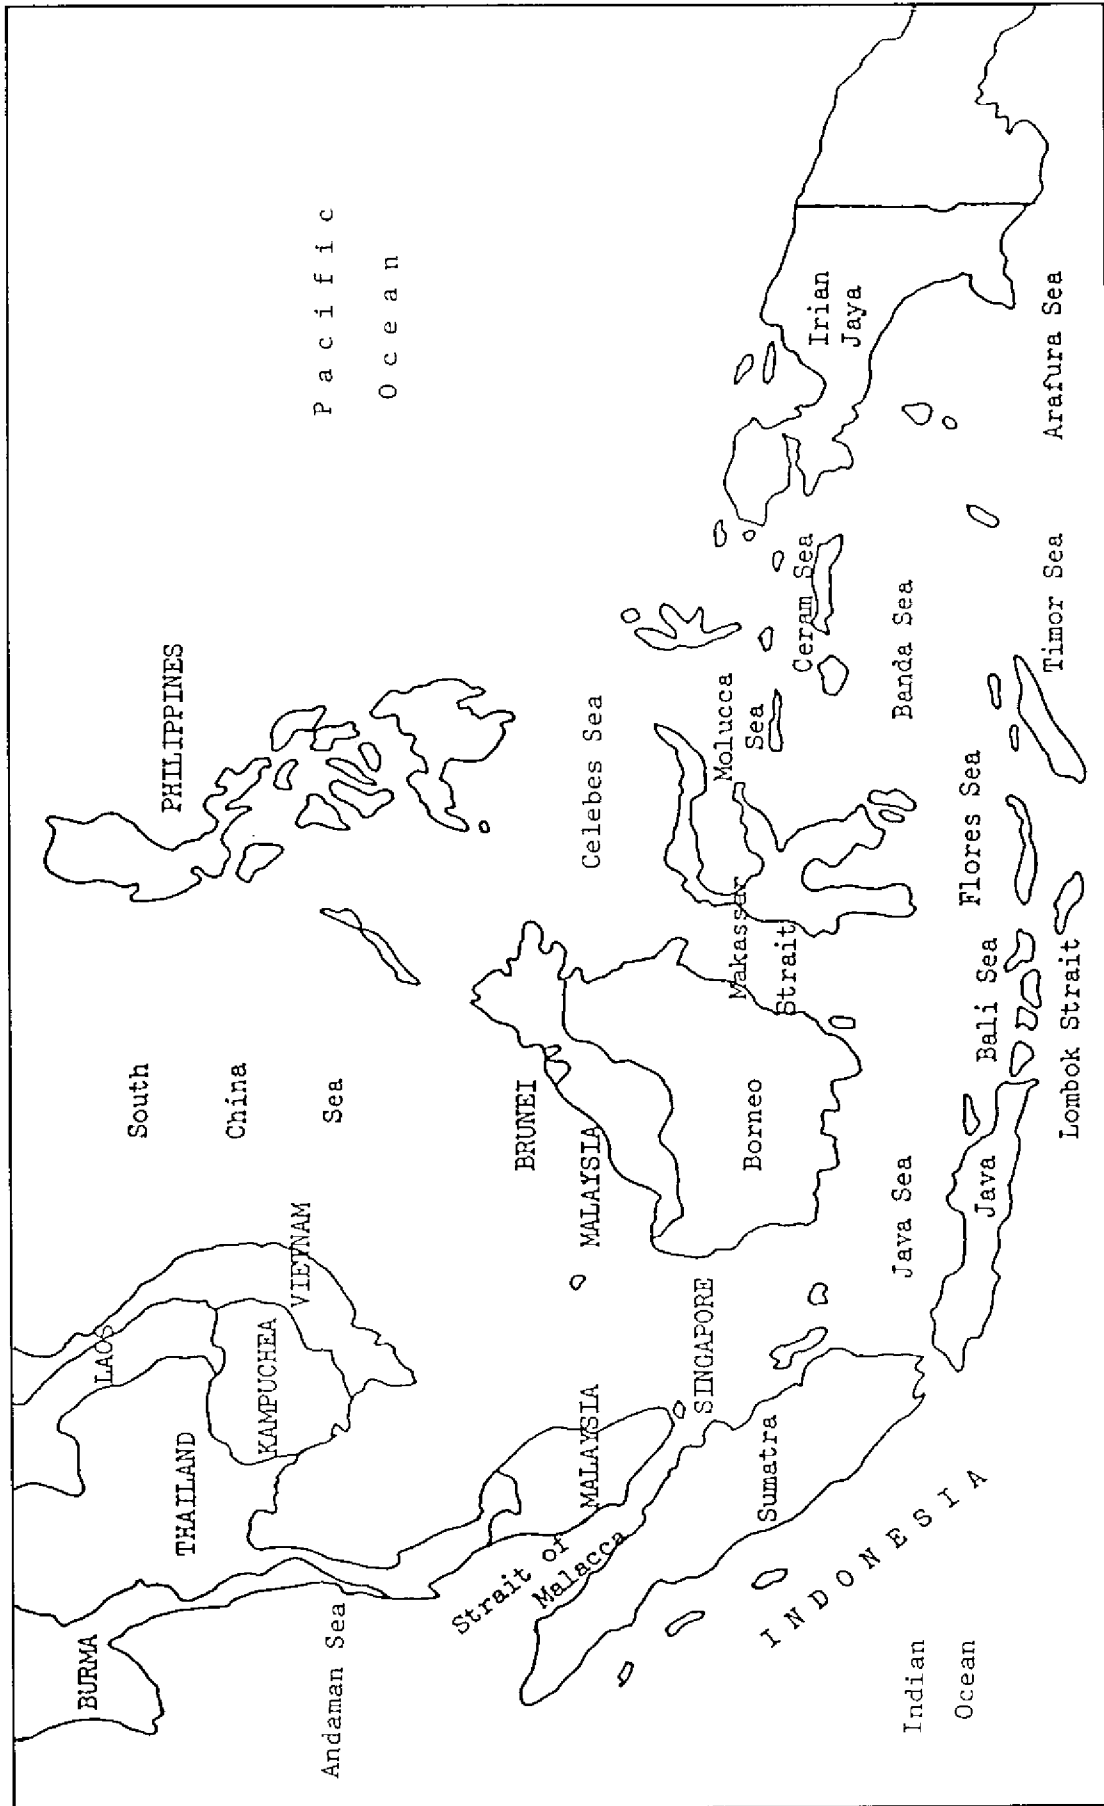 Pacific
Ocean
PHILIPPINES
South
China
Sea
BURMA
LAOS
THAILAND
KAMPUCHEA
VIETNAM
Andaman Sea
BRUNEI
MALAYSIA
Celebes Sea
Strait of
Malacca
MALAYSIA
SINGAPORE
Borneo
Makassar
Strait
Molucca
Sea
Ceram Sea
Irian
Jaya
Sumatra
INDONESIA
Java Sea
Banda Sea
Indian
Ocean
Java
Bali Sea
Flores Sea
Lombok Strait
Timor Sea
Arafura Sea